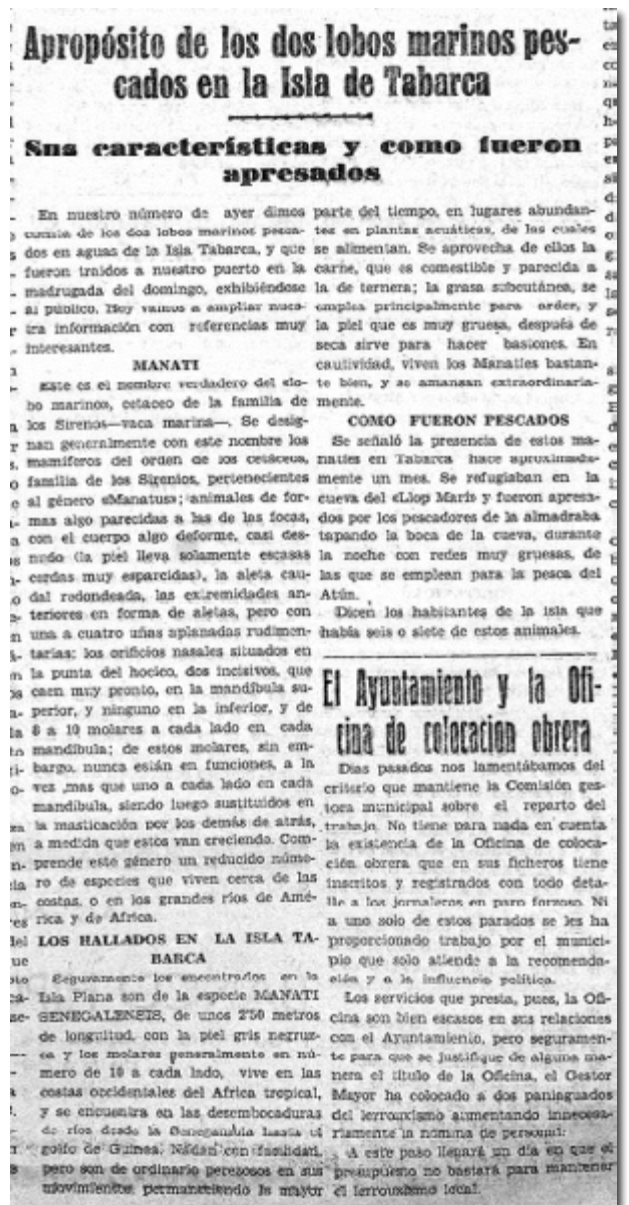 Apropósito de los dos lobos marinos pes-
cados en la Isla de Tabarca
Sus características y como fueron
apresados
En nuestro número de ayer dimos
cuenta de los dos lobos marinos pesca-
dos en aguas de la Isla Tabarca, y que
fueron traidos a nuestro puerto en la
madrugada del domingo, exhibiéndose
al público. Hoy vamos a ampliar nues-
tra información con referencias muy
interesantes.
MANATI
Este es el nombre verdadero del «lo-
bo marino», cetaceo de la familia de
los Sirenos—vaca marina—. Se desig-
nan generalmente con este nombre los
mamíferos del orden de los cetáceos,
familia de los Sirenios, pertenecientes
al género «Manatus»; animales de for-
mas algo parecidas a las de las focas,
con el cuerpo algo deforme, casi des-
nudo (la piel lleva solamente escasas
cerdas muy esparcidas), la aleta cau-
dal redondeada, las extremidades an-
teriores en forma de aletas, pero con
una a cuatro uñas aplanadas rudimen-
tarias; los orificios nasales situados en
la punta del hocico, dos incisivos, que
caen muy pronto, en la mandíbula su-
perior, y ninguno en la inferior, y de
8 a 10 molares a cada lado en cada
mandíbula; de estos molares, sin em-
bargo, nunca están en funciones, a la
vez ,mas que uno a cada lado en cada
mandíbula, siendo luego sustituidos en
la masticación por los demás de atrás,
a medida que estos van creciendo. Com-
prende este género un reducido núme-
ro de especies que viven cerca de las
costas, o en los grandes rios de Amé-
rica y de Africa.
LOS HALLADOS EN LA ISLA TA-
BARCA
Seguramente los encontrados en la
Isla Plana son de la especie MANATI
SENEGALENSIS, de unos 2'50 metros
de longuitud, con la piel gris negruz-
ca y los molares generalmente en nú-
mero de 10 a cada lado, vive en las
costas occidentales del Africa tropical,
y se encuentra en las desembocaduras
de rios desde la Senegambia hasta el
golfo de Guinea. Nadan con facilidad,
pero son de ordinario perezosos en sus
movimientos, permaneciendo la mayor
parte del tiempo, en lugares abundan-
tes en plantas acuáticas, de las cuales
se alimentan. Se aprovecha de ellos la
carne, que es comestible y parecida a
la de ternera; la grasa subcutánea, se
emplea principalmente para arder, y
la piel que es muy gruesa, después de
seca sirve para hacer bastones. En
cautividad, viven los Manaties bastan-
te bien, y se amansan extraordinaria-
mente.
COMO FUERON PESCADOS
Se señaló la presencia de estos ma-
naties en Tabarca hace aproximada-
mente un mes. Se refugiaban en la
cueva del «Llop Marí» y fueron apresa-
dos por los pescadores de la almadraba
tapando la boca de la cueva, durante
la noche con redes muy gruesas, de
las que se emplean para la pesca del
Atún.
Dicen los habitantes de la isla que
había seis o siete de estos animales.
El Ayuntamiento y la Ofi-
cina de colocacion obrera
Dias pasados nos lamentábamos del
criterio que mantiene la Comisión ges-
tora municipal sobre el reparto del
trabajo. No tiene para nada en cuenta
la existencia de la Oficina de coloca-
ción obrera que en sus ficheros tiene
inscritos y registrados con todo deta-
lle a los jornaleros en paro forzoso. Ni
a uno solo de estos parados se les ha
proporcionado trabajo por el munici-
pio que solo atiende a la recomenda-
ción y a la influencia política.
Los servicios que presta, pues, la Ofi-
cina son bien escasos en sus relaciones
con el Ayuntamiento, pero seguramen-
te para que se justifique de alguna ma-
nera el título de la Oficina, el Gestor
Mayor ha colocado a dos paniaguados
del lerrouxismo aumentando innecesa-
riamente la nomina de personal.
A este paso llegará un día en que el
presupuesto no bastará para mantener
el lerrouxismo local.